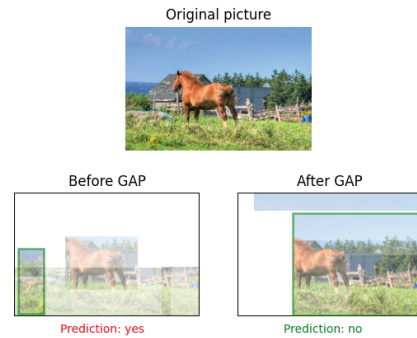 Original picture
Before GAP
After GAP
Prediction: yes
Prediction: no